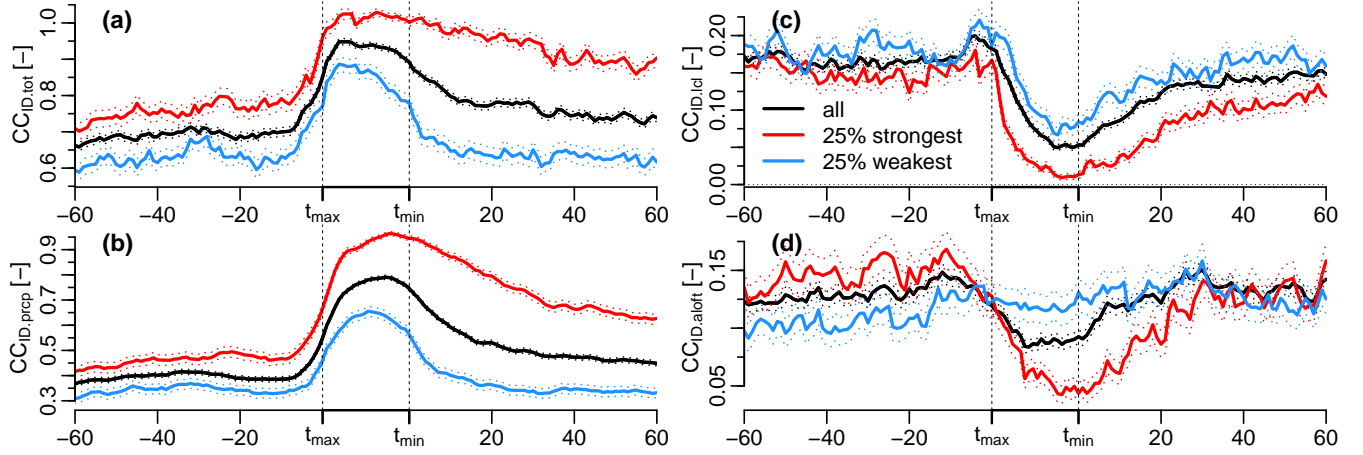 (a)
CC_ID.tot [–]
1.0
0.8
0.6
−60 −40 −20 t_max t_min 20 40 60
(b)
CC_ID.prcp [–]
0.9
0.7
0.5
0.3
−60 −40 −20 t_max t_min 20 40 60
(c)
CC_ID.lcl [–]
0.20
0.10
0.00
all
25% strongest
25% weakest
−60 −40 −20 t_max t_min 20 40 60
(d)
CC_ID.aloft [–]
0.15
0.05
−60 −40 −20 t_max t_min 20 40 60